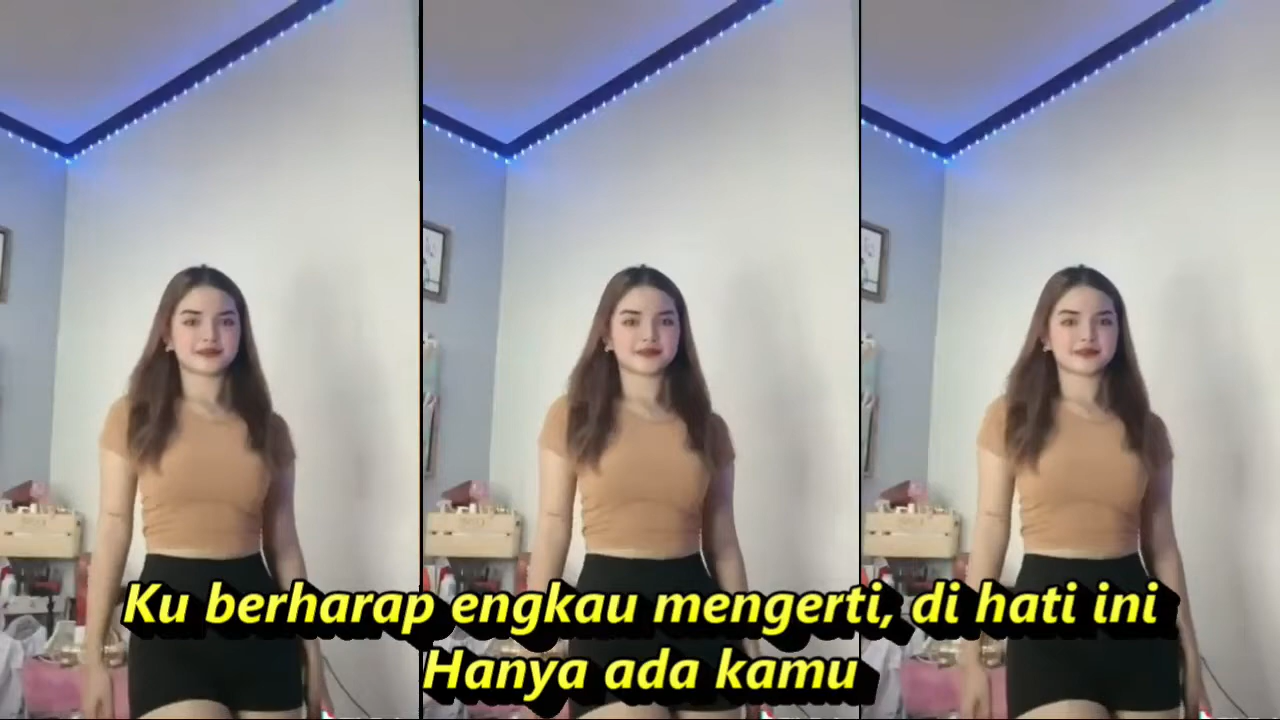 Ku berharap engkau mengerti, di hati ini
Hanya ada kamu